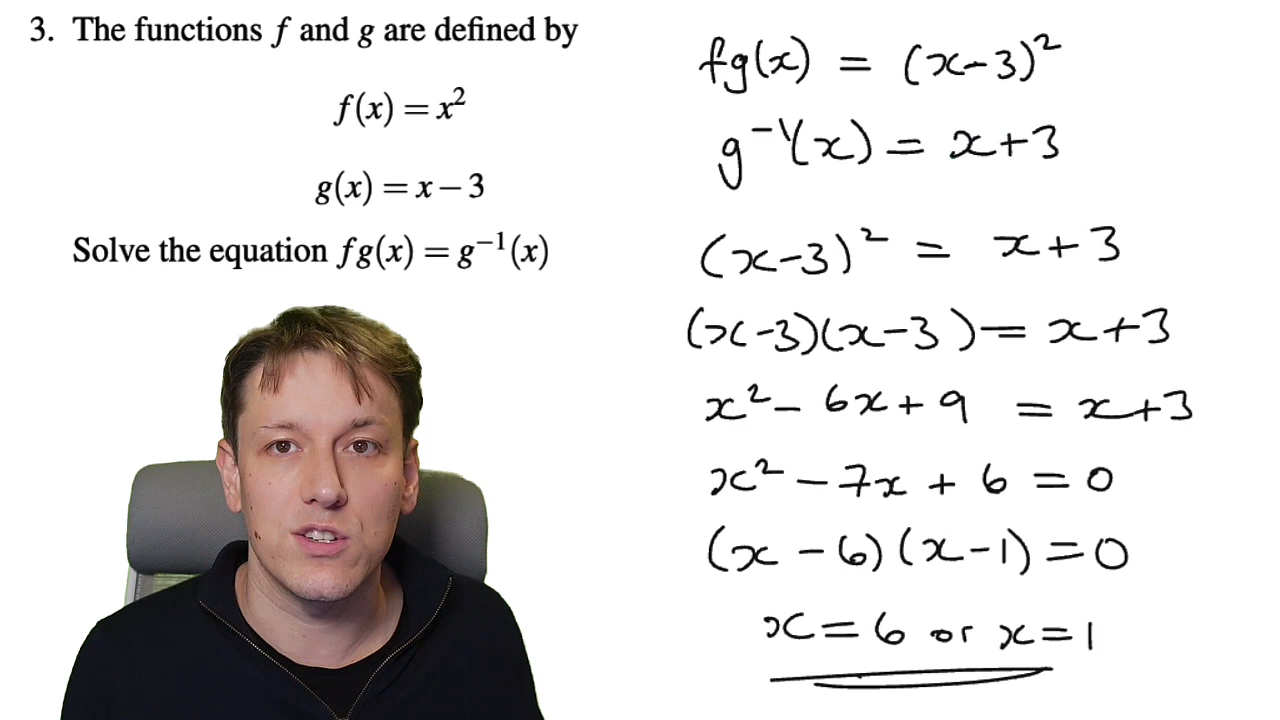 3. The functions f and g are defined by
f(x) = x²
g(x) = x − 3
Solve the equation fg(x) = g⁻¹(x)
fg(x) = (x-3)²
g⁻¹(x) = x+3
(x-3)² = x+3
(x-3)(x-3) = x+3
x² - 6x + 9 = x+3
x² - 7x + 6 = 0
(x - 6)(x-1) = 0
x = 6 or x = 1